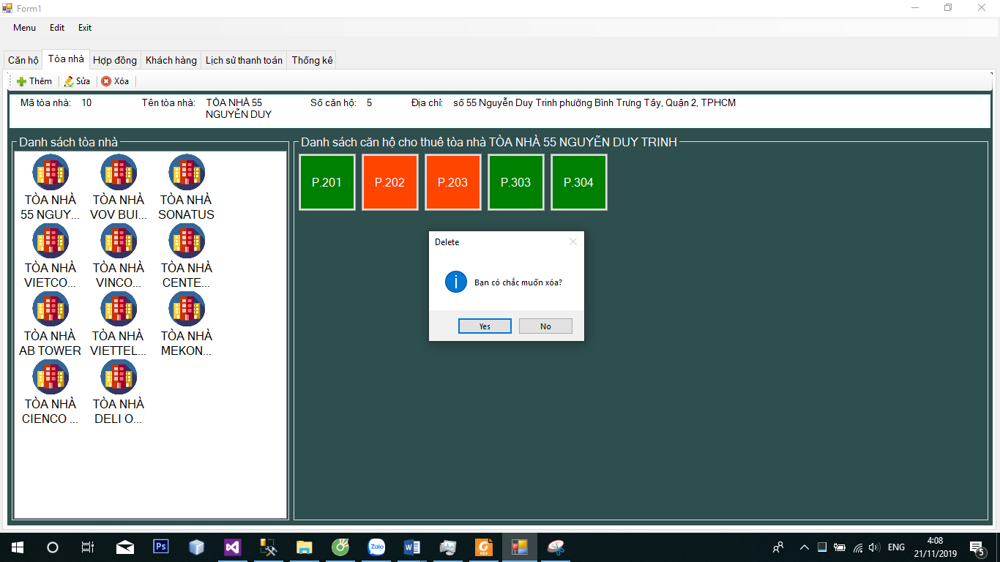 Form1
Menu Edit Exit
Căn hộ Tòa nhà Hợp đồng Khách hàng Lịch sử thanh toán Thống kê
Thêm Sửa Xóa
Mã tòa nhà: 10 Tên tòa nhà: TÒA NHÀ 55 Số căn hộ: 5 Địa chỉ: số 55 Nguyễn Duy Trinh phường Bình Trưng Tây, Quận 2, TPHCM
NGUYỄN DUY
Danh sách tòa nhà
TÒA NHÀ TÒA NHÀ TÒA NHÀ
55 NGUY... VOV BUI... SONATUS
TÒA NHÀ TÒA NHÀ TÒA NHÀ
VIETCO... VINCO... CENTE...
TÒA NHÀ TÒA NHÀ TÒA NHÀ
AB TOWER VIETTEL... MEKON...
TÒA NHÀ TÒA NHÀ
CIENCO ... DELI O...
Danh sách căn hộ cho thuê tòa nhà TÒA NHÀ 55 NGUYỄN DUY TRINH
P.201 P.202 P.203 P.303 P.304
Delete
Bạn có chắc muốn xóa?
Yes No
Ps Zalo W PDF ENG 4:08
21/11/2019 5